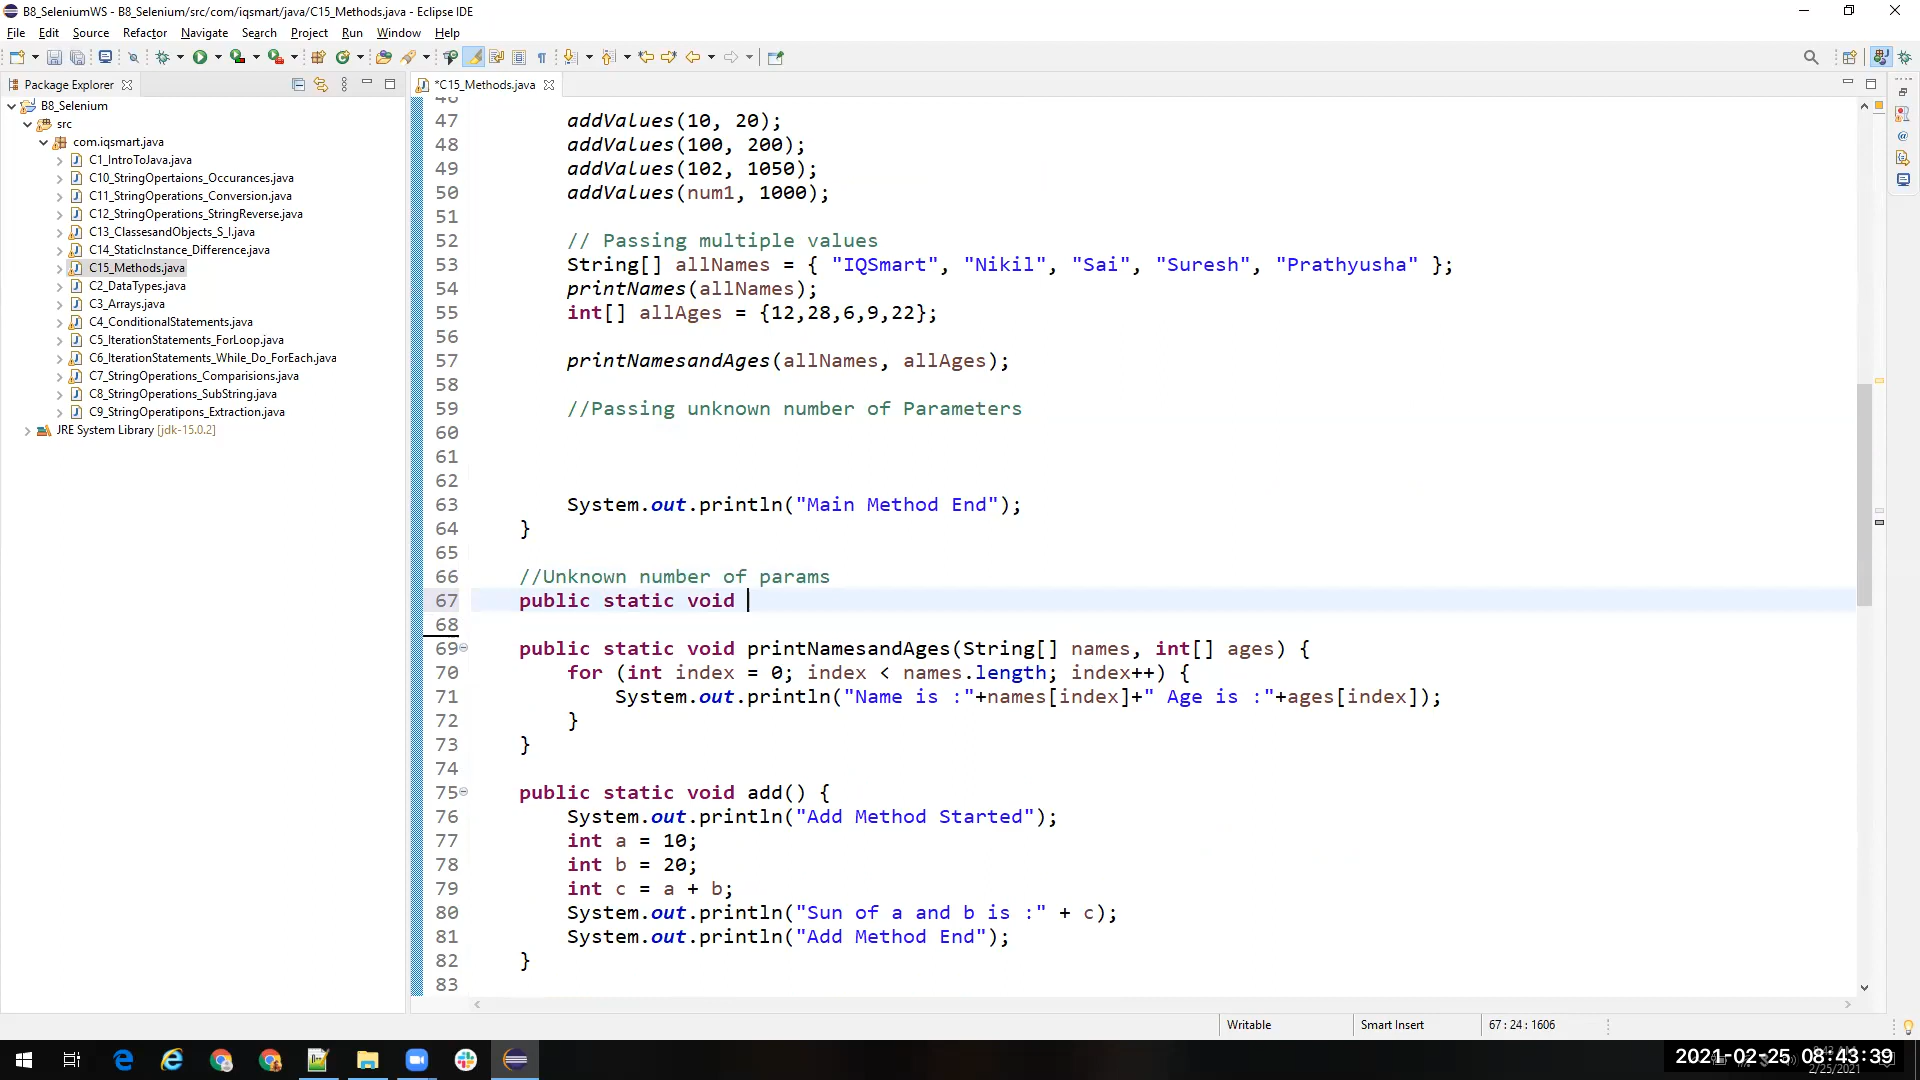 B8_SeleniumWS - B8_Selenium/src/com/iqsmart/java/C15_Methods.java - Eclipse IDE
File Edit Source Refactor Navigate Search Project Run Window Help
Package Explorer
B8_Selenium
src
com.iqsmart.java
C1_IntroToJava.java
C10_StringOpertaions_Occurances.java
C11_StringOperations_Conversion.java
C12_StringOperations_StringReverse.java
C13_ClassesandObjects_S_I.java
C14_StaticInstance_Difference.java
C15_Methods.java
C2_DataTypes.java
C3_Arrays.java
C4_ConditionalStatements.java
C5_IterationStatements_ForLoop.java
C6_IterationStatements_While_Do_ForEach.java
C7_StringOperations_Comparisions.java
C8_StringOperations_SubString.java
C9_StringOperatipons_Extraction.java
JRE System Library [jdk-15.0.2]
*C15_Methods.java
46
47 addValues(10, 20);
48 addValues(100, 200);
49 addValues(102, 1050);
50 addValues(num1, 1000);
51
52 // Passing multiple values
53 String[] allNames = { "IQSmart", "Nikil", "Sai", "Suresh", "Prathyusha" };
54 printNames(allNames);
55 int[] allAges = {12,28,6,9,22};
56
57 printNamesandAges(allNames, allAges);
58
59 //Passing unknown number of Parameters
60
61
62
63 System.out.println("Main Method End");
64 }
65
66 //Unknown number of params
67 public static void
68
69 public static void printNamesandAges(String[] names, int[] ages) {
70 for (int index = 0; index < names.length; index++) {
71 System.out.println("Name is :"+names[index]+" Age is :"+ages[index]);
72 }
73 }
74
75 public static void add() {
76 System.out.println("Add Method Started");
77 int a = 10;
78 int b = 20;
79 int c = a + b;
80 System.out.println("Sun of a and b is :" + c);
81 System.out.println("Add Method End");
82 }
83
Writable Smart Insert 67 : 24 : 1606
2021-02-25 08:43:39
2/25/2021